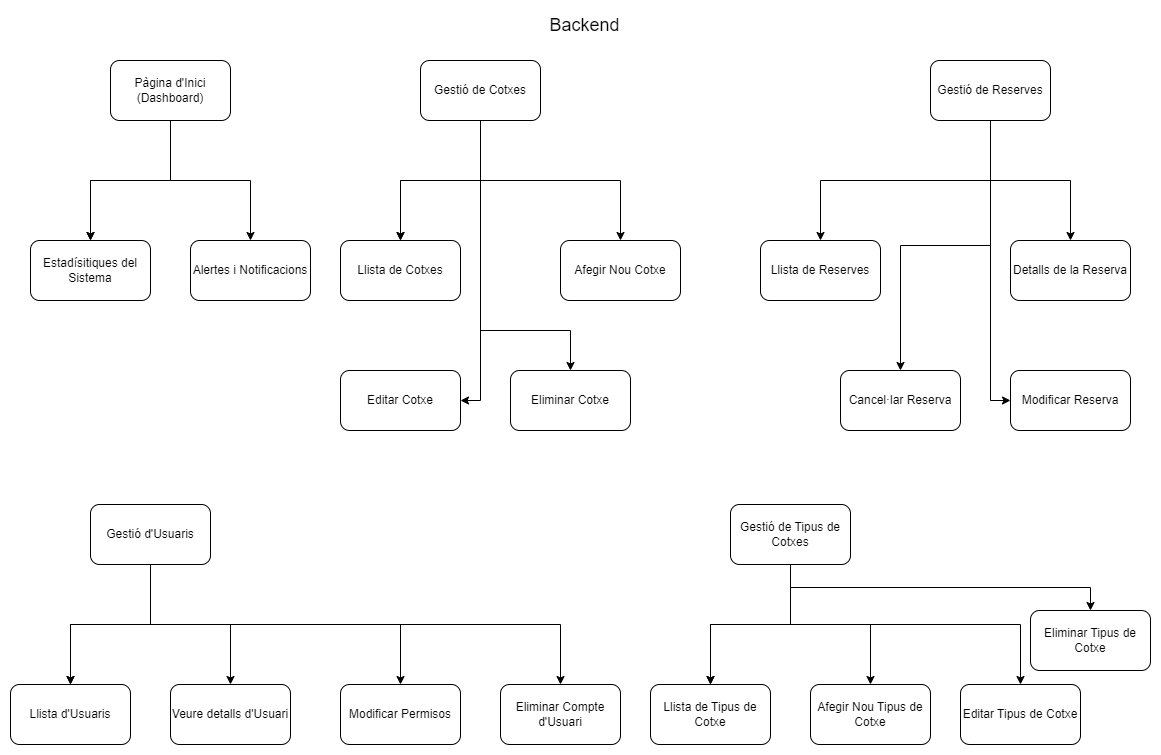 Backend
Pàgina d'Inici
(Dashboard)
Gestió de Cotxes
Gestió de Reserves
Estadísitiques del
Sistema
Alertes i Notificacions
Llista de Cotxes
Afegir Nou Cotxe
Llista de Reserves
Detalls de la Reserva
Editar Cotxe
Eliminar Cotxe
Cancel·lar Reserva
Modificar Reserva
Gestió d'Usuaris
Gestió de Tipus de
Cotxes
Eliminar Tipus de
Cotxe
Llista d'Usuaris
Veure detalls d'Usuari
Modificar Permisos
Eliminar Compte
d'Usuari
Llista de Tipus de
Cotxe
Afegir Nou Tipus de
Cotxe
Editar Tipus de Cotxe